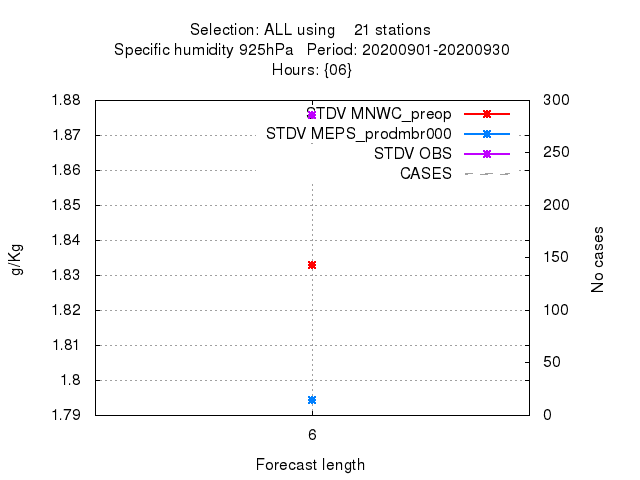 Selection: ALL using    21 stations
Specific humidity 925hPa   Period: 20200901-20200930
Hours: {06}
1.88
1.87
1.86
1.85
1.84
1.83
1.82
1.81
1.8
1.79
g/Kg
STDV MNWC_preop
STDV MEPS_prodmbr000
STDV OBS
CASES
300
250
200
150
100
50
0
No cases
6
Forecast length